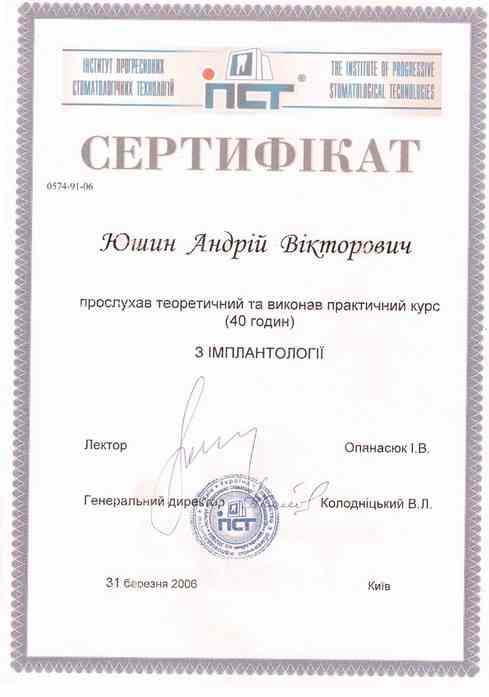 ІНСТИТУТ ПРОГРЕСИВНИХ
СТОМАТОЛОГІЧНИХ ТЕХНОЛОГІЙ
ІПСТ
®
THE INSTITUTE OF PROGRESSIVE
STOMATOLOGICAL TECHNOLOGIES
СЕРТИФІКАТ
0574-91-06
Юшин Андрій Вікторович
прослухав теоретичний та виконав практичний курс
(40 годин)
З ІМПЛАНТОЛОГІЇ
Лектор
Опанасюк І.В.
Генеральний директор
Колодніцький В.Л.
ІПСТ
31 березня 2006
Київ